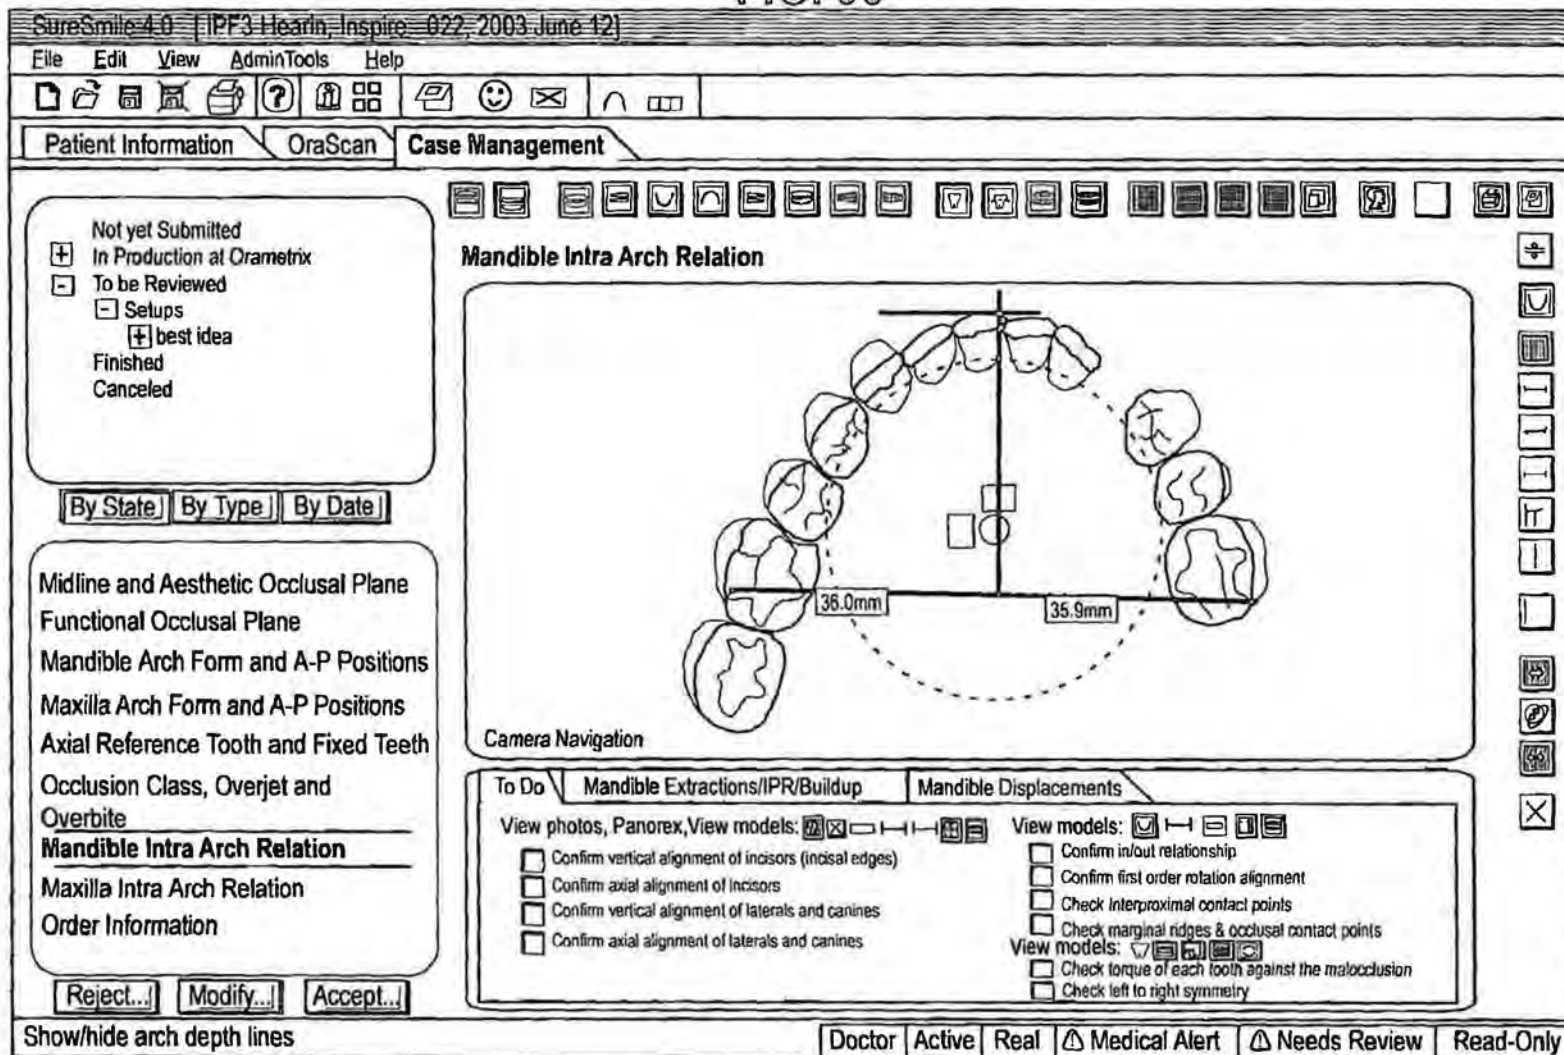 SureSmile 4.0 [ IPF3 Hearln, Inspire 022, 2003 June 12]
File Edit View AdminTools Help
Patient Information OraScan Case Management
Not yet Submitted
In Production at Orametrix
To be Reviewed
Setups
best idea
Finished
Canceled
By State By Type By Date
Midline and Aesthetic Occlusal Plane
Functional Occlusal Plane
Mandible Arch Form and A-P Positions
Maxilla Arch Form and A-P Positions
Axial Reference Tooth and Fixed Teeth
Occlusion Class, Overjet and
Overbite
Mandible Intra Arch Relation
Maxilla Intra Arch Relation
Order Information
Reject... Modify... Accept...
Mandible Intra Arch Relation
36.0mm 35.9mm
Camera Navigation
To Do Mandible Extractions/IPR/Buildup Mandible Displacements
View photos, Panorex,View models:
Confirm vertical alignment of incisors (incisal edges)
Confirm axial alignment of incisors
Confirm vertical alignment of laterals and canines
Confirm axial alignment of laterals and canines
View models:
Confirm in/out relationship
Confirm first order rotation alignment
Check Interproximal contact points
Check marginal ridges & occlusal contact points
View models:
Check torque of each tooth against the malocclusion
Check left to right symmetry
Show/hide arch depth lines Doctor Active Real Medical Alert Needs Review Read-Only